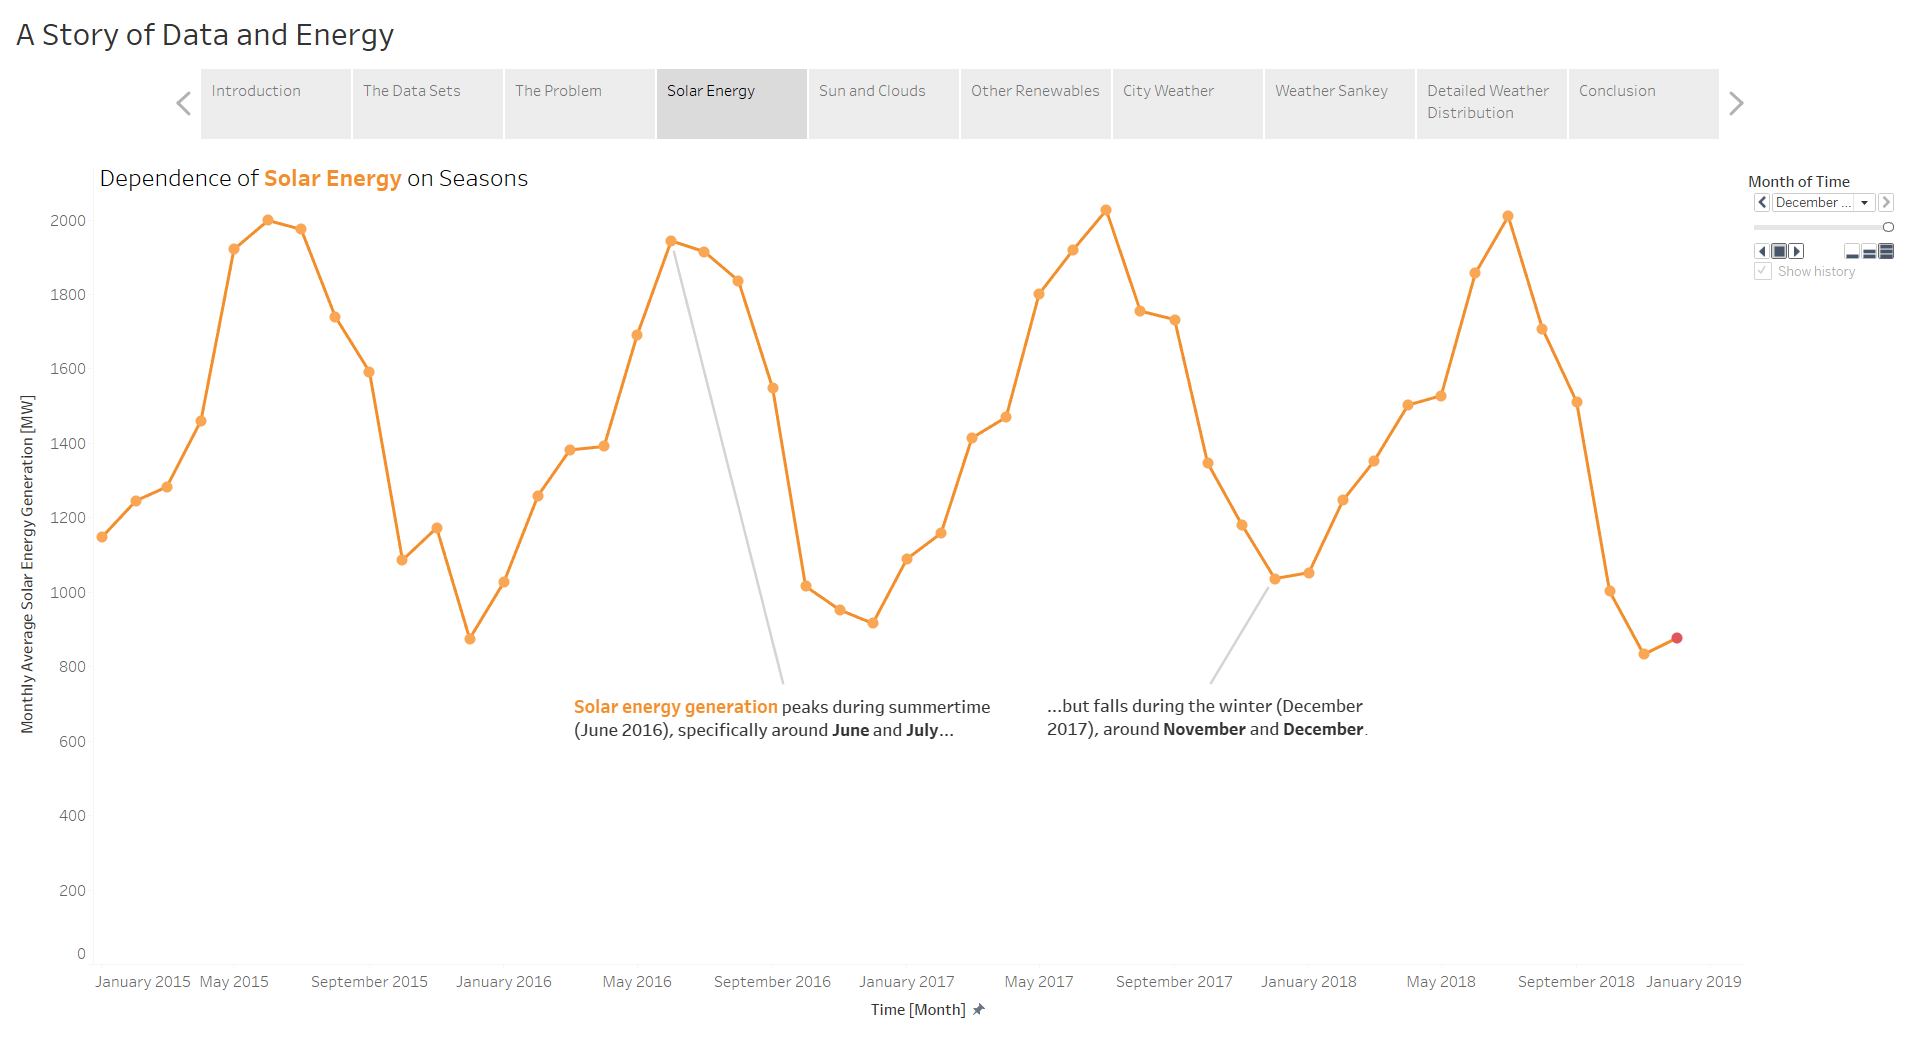 A Story of Data and Energy
Introduction
The Data Sets
The Problem
Solar Energy
Sun and Clouds
Other Renewables
City Weather
Weather Sankey
Detailed Weather
Distribution
Conclusion
Dependence of Solar Energy on Seasons
Month of Time
December ...
Show history
Monthly Average Solar Energy Generation [MW]
2000
1800
1600
1400
1200
1000
800
600
400
200
0
Solar energy generation peaks during summertime
(June 2016), specifically around June and July...
...but falls during the winter (December
2017), around November and December.
January 2015
May 2015
September 2015
January 2016
May 2016
September 2016
January 2017
May 2017
September 2017
January 2018
May 2018
September 2018
January 2019
Time [Month]